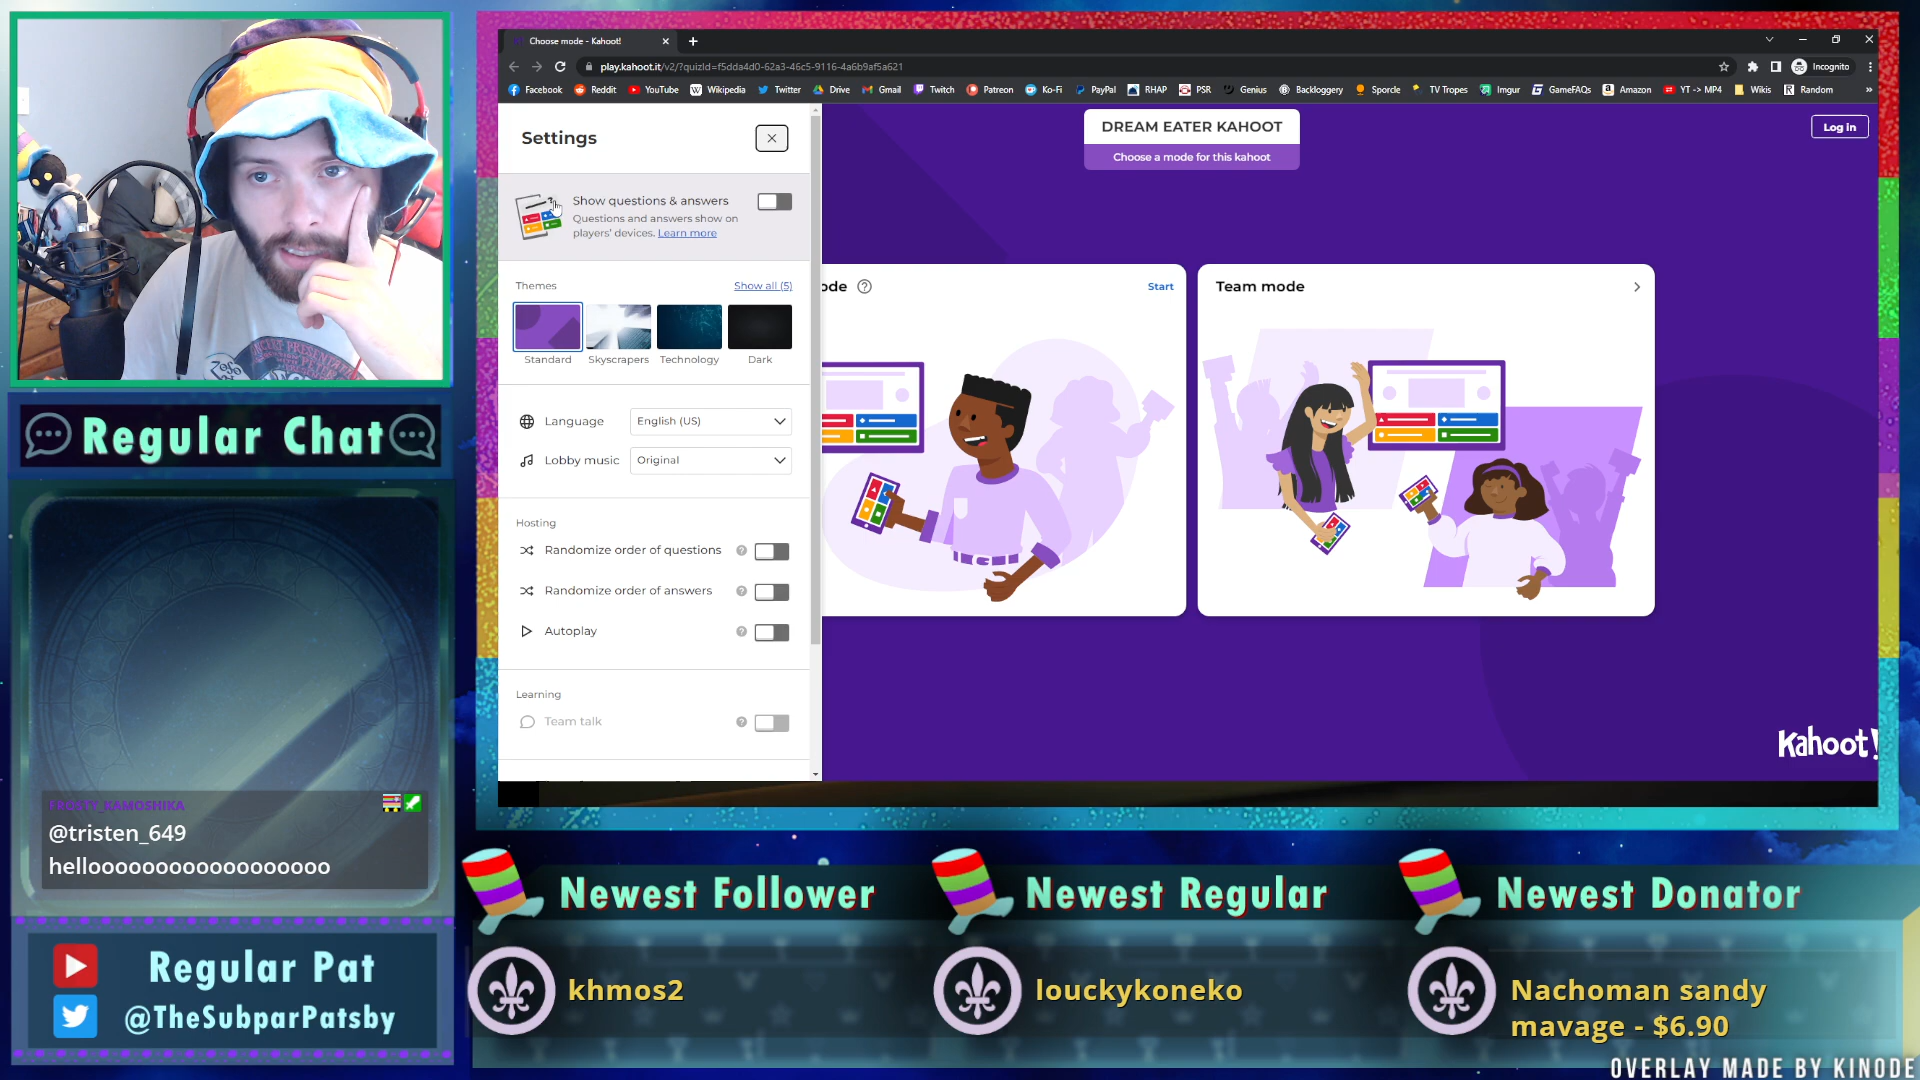 Choose mode - Kahoot!
play.kahoot.it/v2/?quizId=f5dda4d0-62a3-46c5-9116-4a6b9af5a621
Incognito
Facebook Reddit YouTube Wikipedia Twitter Drive Gmail Twitch Patreon Ko-Fi PayPal RHAP PSR Genius Backloggery Sporcle TV Tropes Imgur GameFAQs Amazon YT -> MP4 Wikis Random »
Settings
Show questions & answers
Questions and answers show on
players' devices. Learn more
Themes
Show all (5)
Standard
Skyscrapers
Technology
Dark
Language
English (US)
Lobby music
Original
Hosting
Randomize order of questions
Randomize order of answers
Autoplay
Learning
Team talk
DREAM EATER KAHOOT
Choose a mode for this kahoot
Log in
ode
Start
Team mode
Kahoot!
Regular Chat
FROSTY_KAMOSHIKA
@tristen_649
helloooooooooooooooooo
Regular Pat
@TheSubparPatsby
Newest Follower
khmos2
Newest Regular
louckykoneko
Newest Donator
Nachoman sandy
mavage - $6.90
OVERLAY MADE BY KINODE